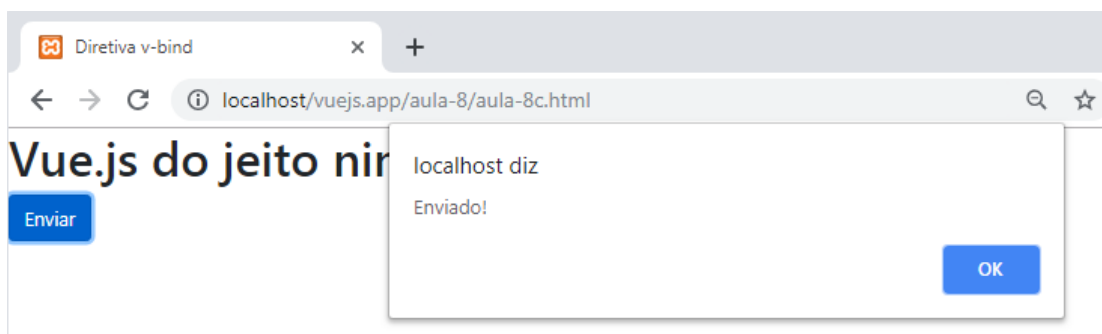 Diretiva v-bind
localhost/vuejs.app/aula-8/aula-8c.html
Vue.js do jeito
localhost diz
Enviado!
Enviar
OK